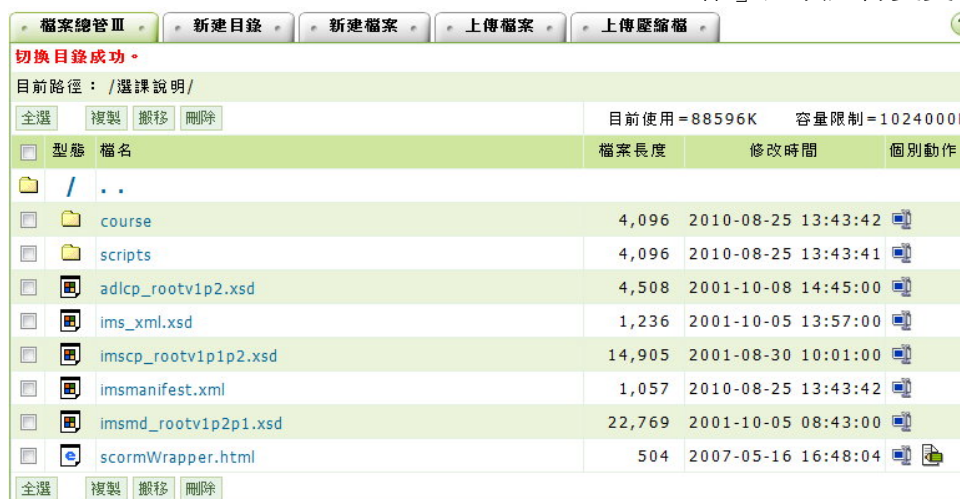 檔案總管III 新建目錄 新建檔案 上傳檔案 上傳壓縮檔
切換目錄成功。
目前路徑： /選課說明/
全選 複製 搬移 刪除 目前使用=88596K 容量限制=1024000
型態 檔名 檔案長度 修改時間 個別動作
/ ..
course 4,096 2010-08-25 13:43:42
scripts 4,096 2010-08-25 13:43:41
adlcp_rootv1p2.xsd 4,508 2001-10-08 14:45:00
ims_xml.xsd 1,236 2001-10-05 13:57:00
imscp_rootv1p1p2.xsd 14,905 2001-08-30 10:01:00
imsmanifest.xml 1,057 2010-08-25 13:43:42
imsmd_rootv1p2p1.xsd 22,769 2001-10-05 08:43:00
scormWrapper.html 504 2007-05-16 16:48:04
全選 複製 搬移 刪除